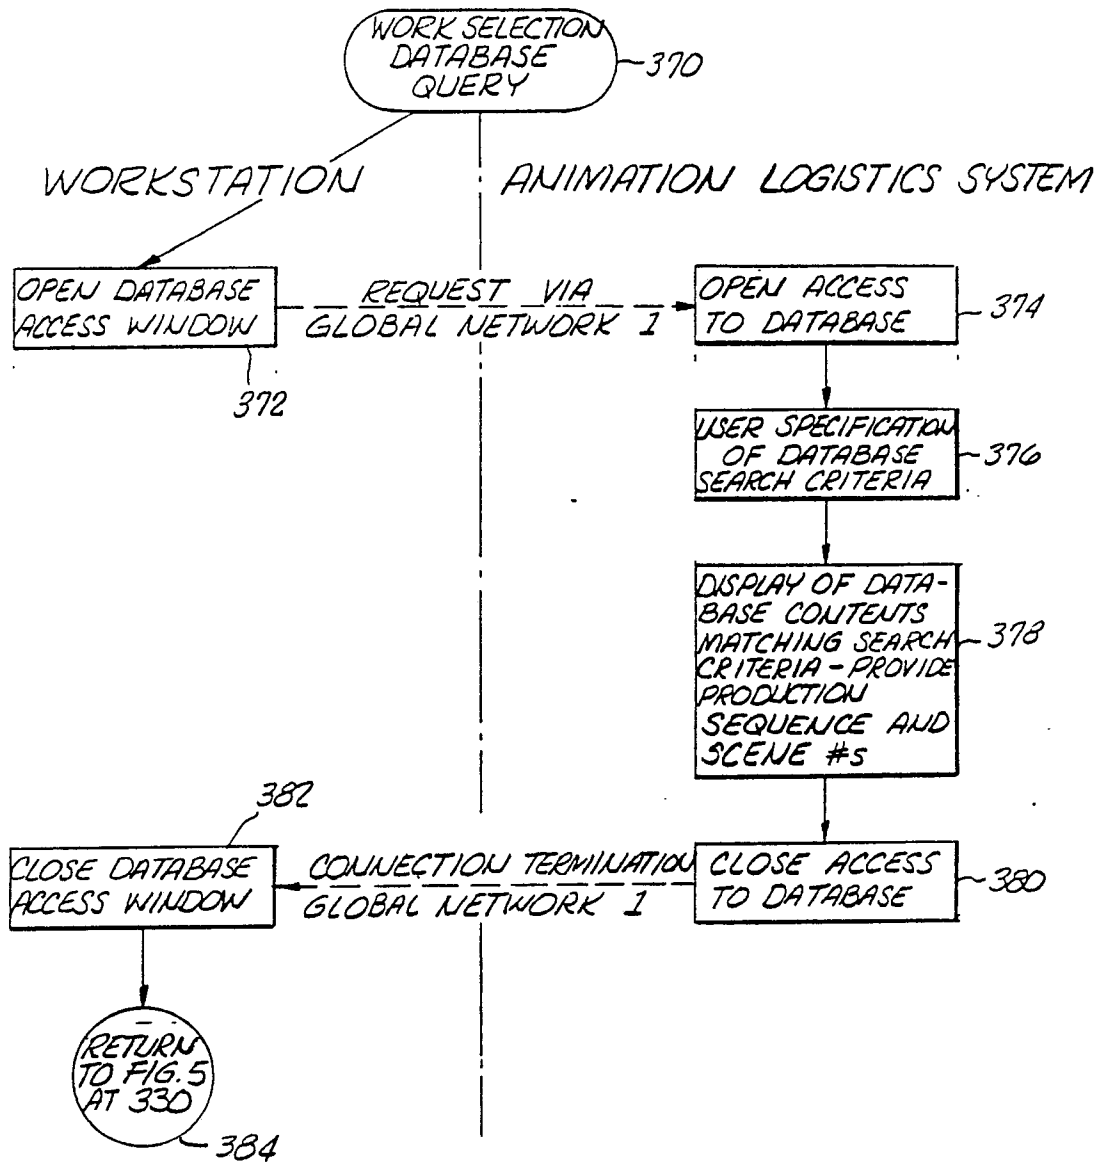 WORK SELECTION
DATABASE
QUERY
370
WORKSTATION
ANIMATION LOGISTICS SYSTEM
OPEN DATABASE
ACCESS WINDOW
372
REQUEST VIA
GLOBAL NETWORK 1
OPEN ACCESS
TO DATABASE
374
USER SPECIFICATION
OF DATABASE
SEARCH CRITERIA
376
DISPLAY OF DATA-
BASE CONTENTS
MATCHING SEARCH
CRITERIA - PROVIDE
PRODUCTION
SEQUENCE AND
SCENE #s
378
382
CLOSE DATABASE
ACCESS WINDOW
CONNECTION TERMINATION
GLOBAL NETWORK 1
CLOSE ACCESS
TO DATABASE
380
RETURN
TO FIG. 5
AT 330
384